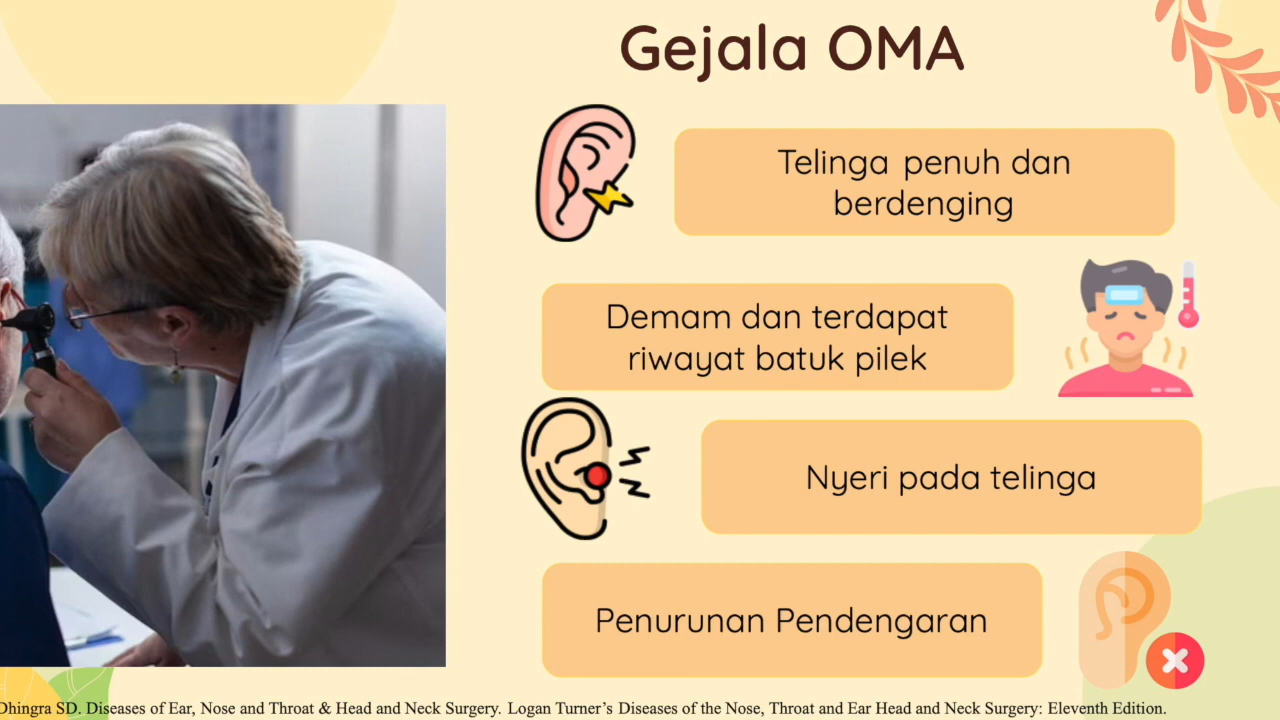 Gejala OMA
Telinga penuh dan
berdenging
Demam dan terdapat
riwayat batuk pilek
Nyeri pada telinga
Penurunan Pendengaran
Dhingra SD. Diseases of Ear, Nose and Throat & Head and Neck Surgery. Logan Turner’s Diseases of the Nose, Throat and Ear Head and Neck Surgery: Eleventh Edition.